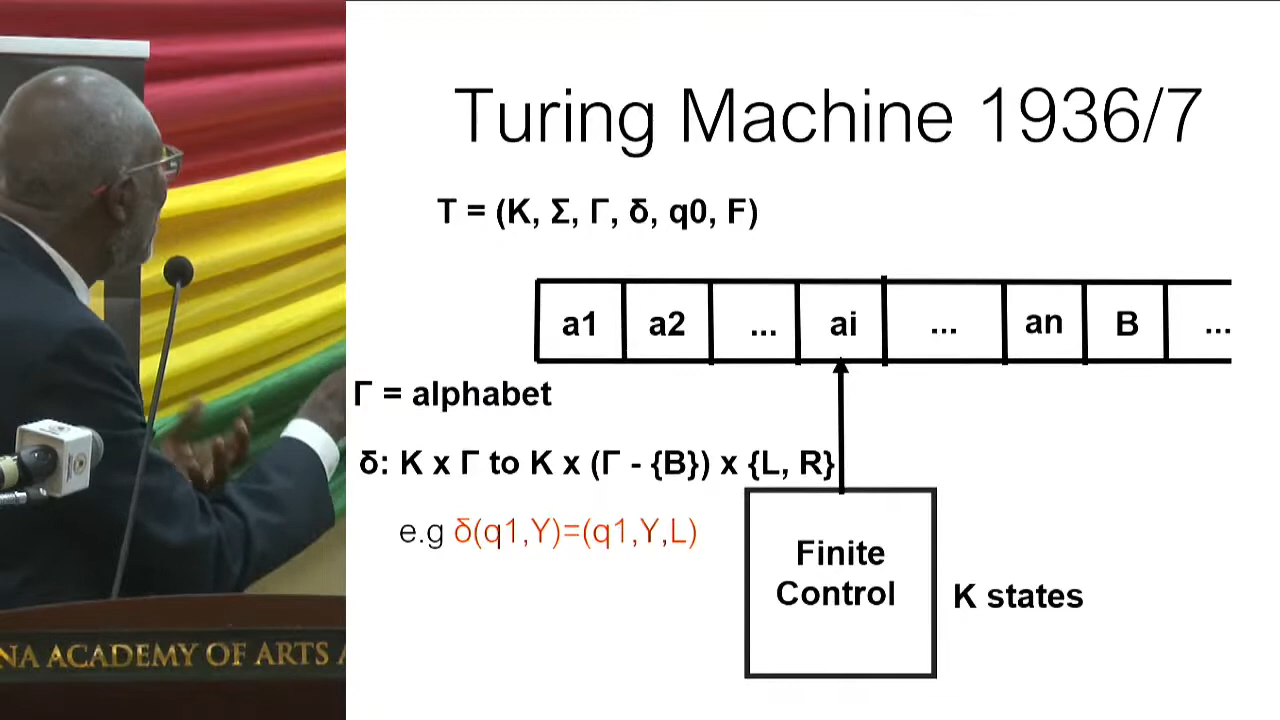 Turing Machine 1936/7
T = (K, Σ, Γ, δ, q0, F)
a1 a2 ... ai ... an B ...
Γ = alphabet
δ: K x Γ to K x (Γ - {B}) x {L, R}
e.g δ(q1,Y)=(q1,Y,L)
Finite
Control
K states
NA ACADEMY OF ARTS